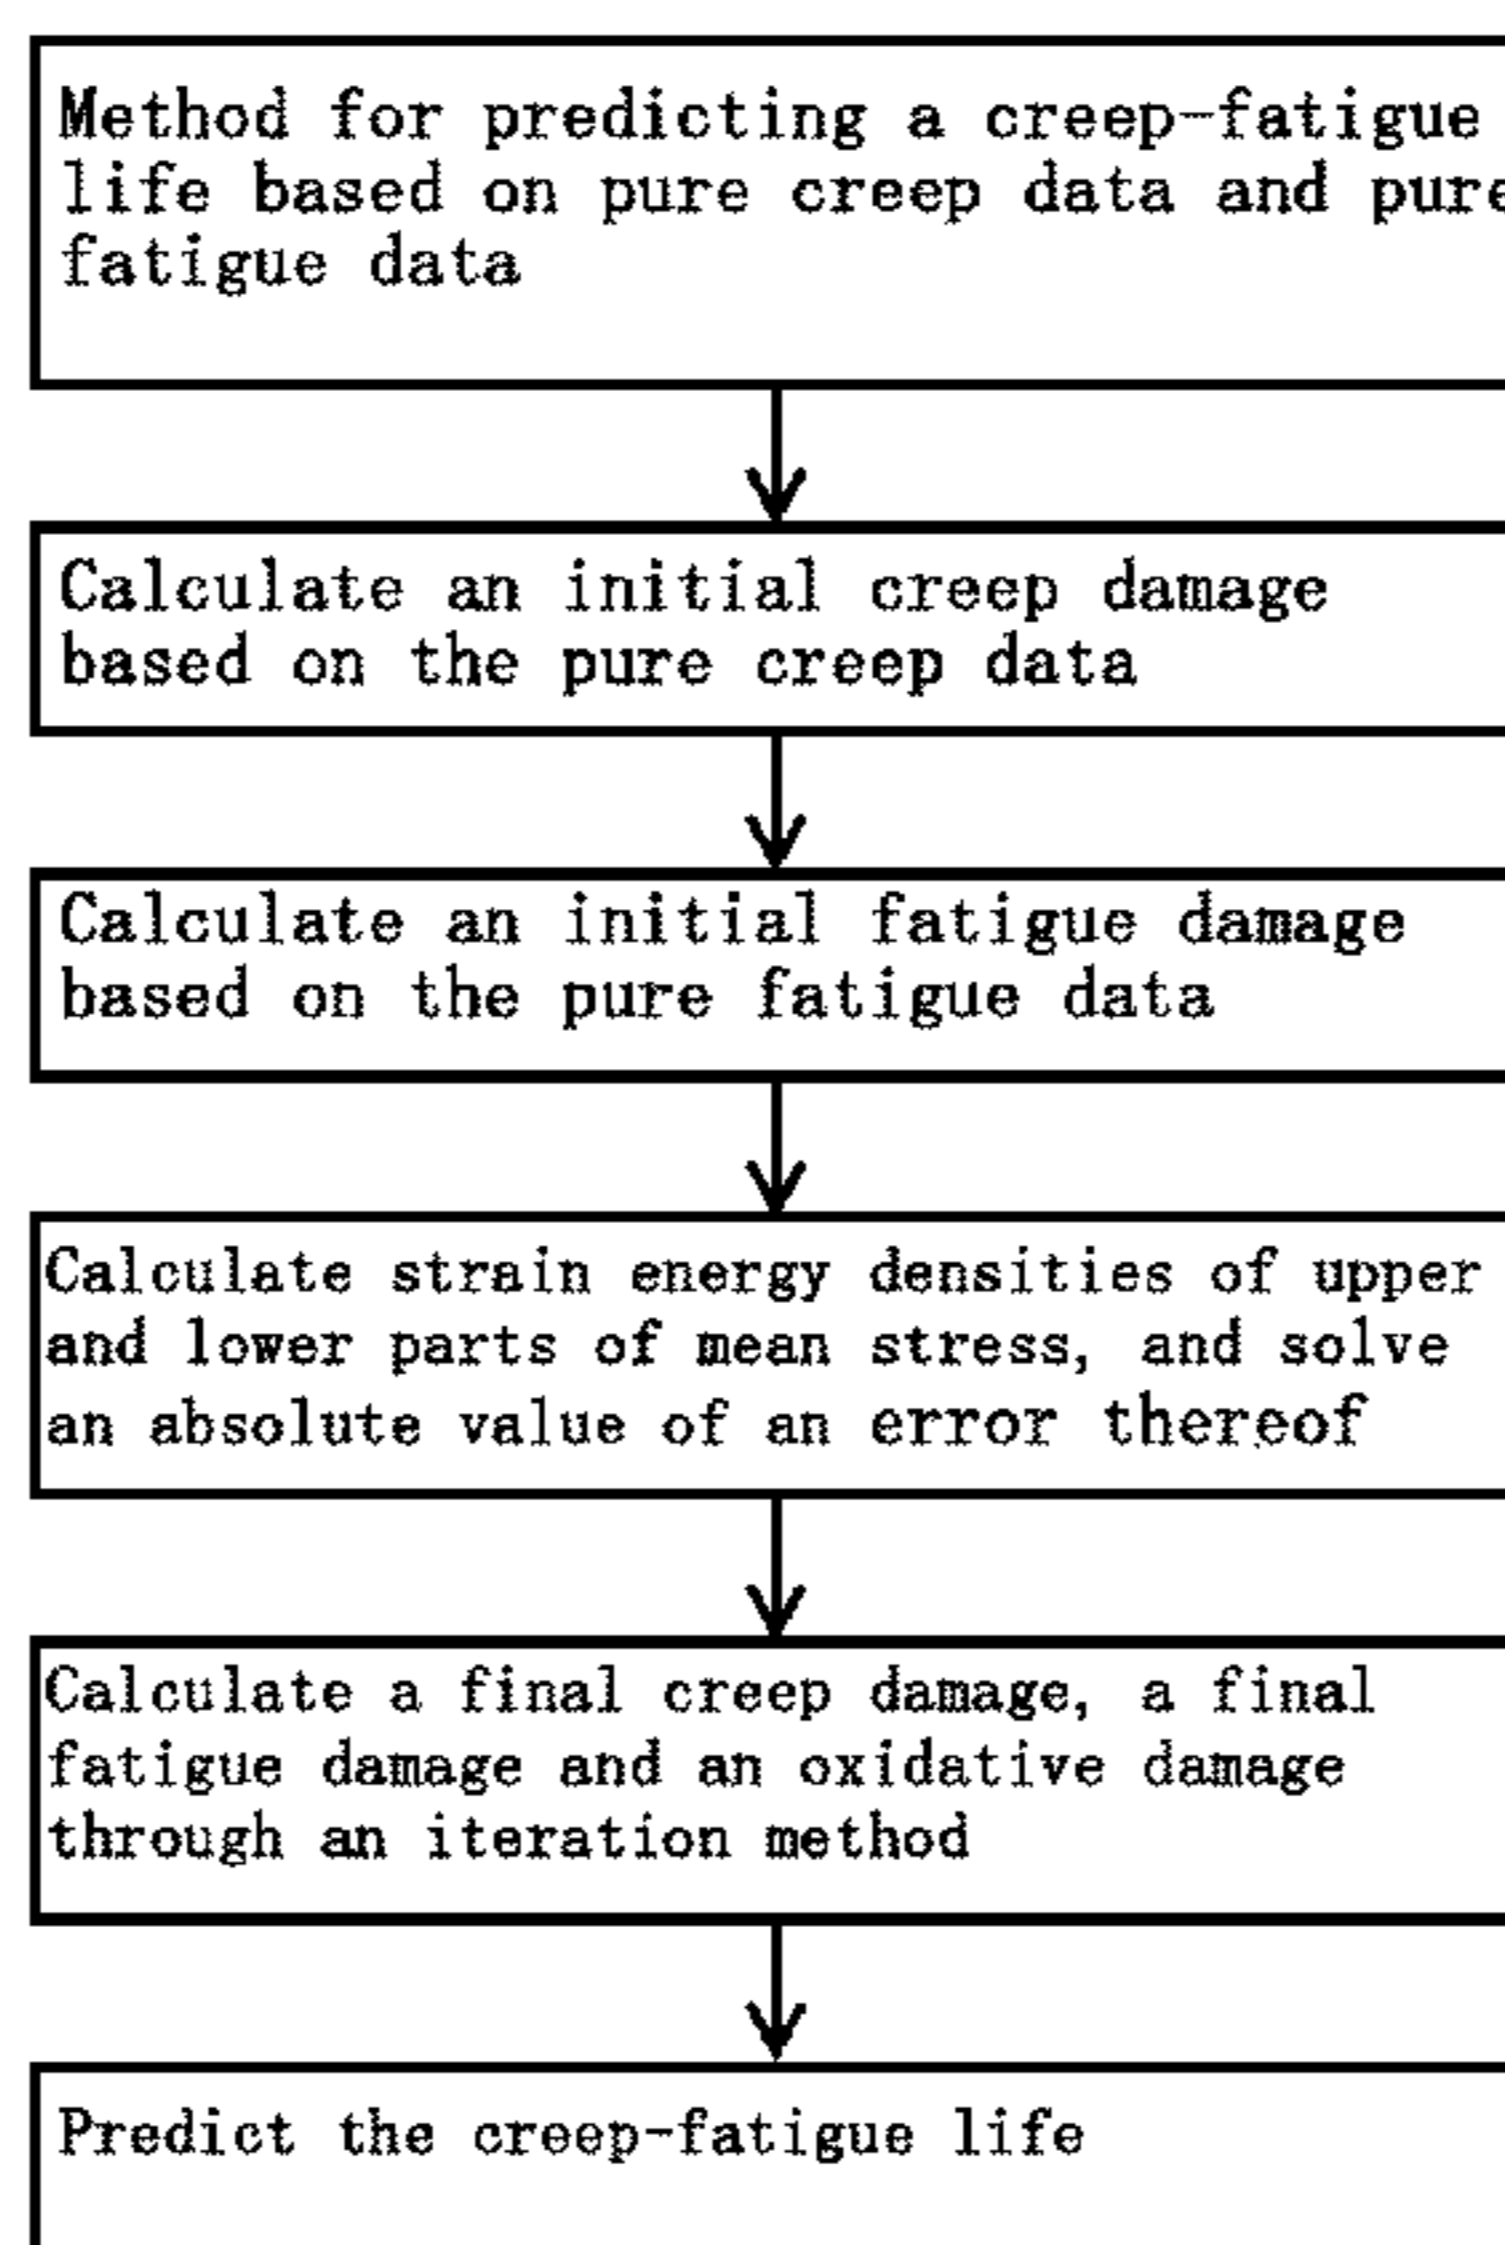 Method for predicting a creep-fatigue
life based on pure creep data and pure
fatigue data
Calculate an initial creep damage
based on the pure creep data
Calculate an initial fatigue damage
based on the pure fatigue data
Calculate strain energy densities of upper
and lower parts of mean stress, and solve
an absolute value of an error thereof
Calculate a final creep damage, a final
fatigue damage and an oxidative damage
through an iteration method
Predict the creep-fatigue life